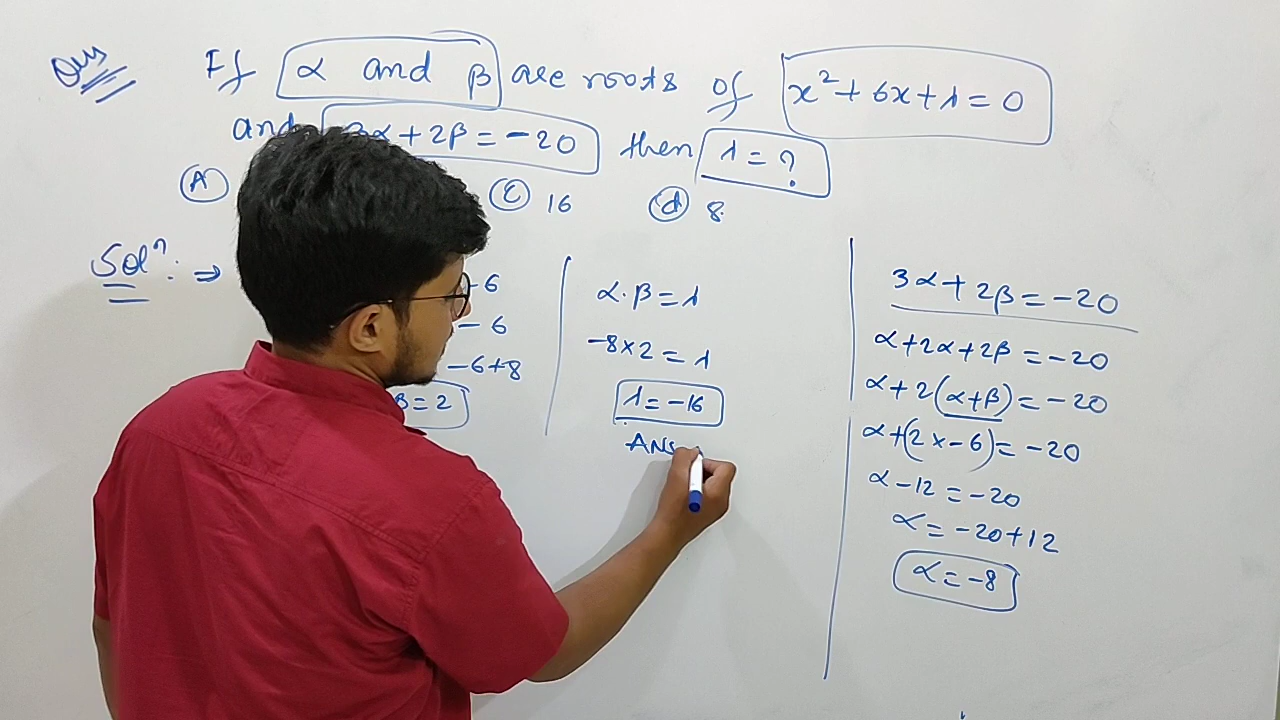 Ques
If α and β are roots of x² + 6x + λ = 0
and 3α + 2β = -20 then λ = ?
(A) (C) 16 (d) 8.
Solⁿ: ⇒
-6
-6
-6+8
β = 2
α.β = λ
-8×2 = λ
λ = -16
Ans
3α + 2β = -20
α+2α+2β = -20
α+2(α+β) = -20
α+(2×-6) = -20
α-12 = -20
α = -20+12
α = -8